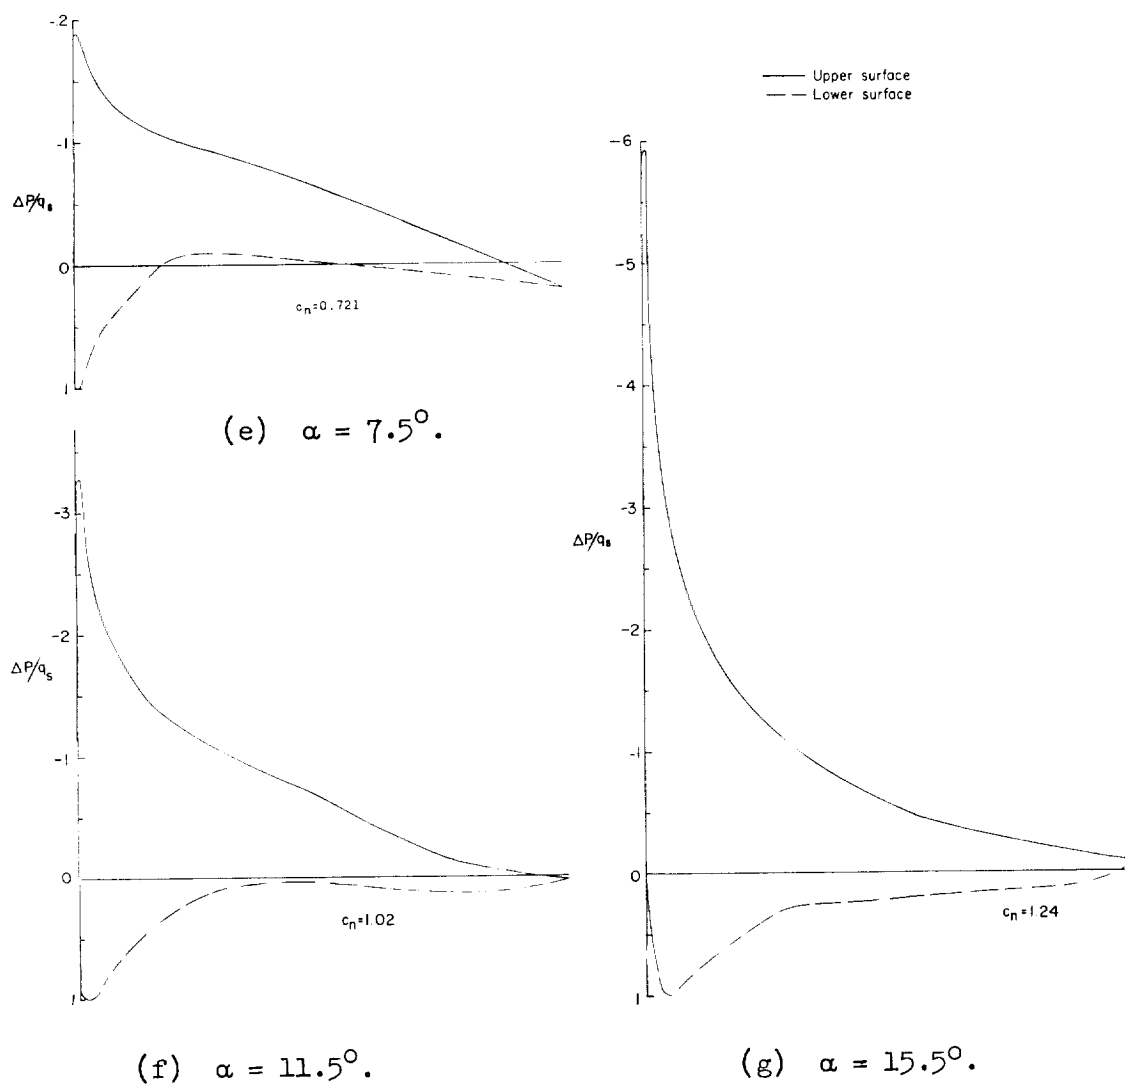 -2
-1
ΔP/qs
0
cn=0.721
1
(e) α = 7.5°.
-3
-2
ΔP/qs
-1
0
cn=1.02
1
(f) α = 11.5°.
Upper surface
Lower surface
-6
-5
-4
-3
ΔP/qs
-2
-1
0
cn=1.24
1
(g) α = 15.5°.